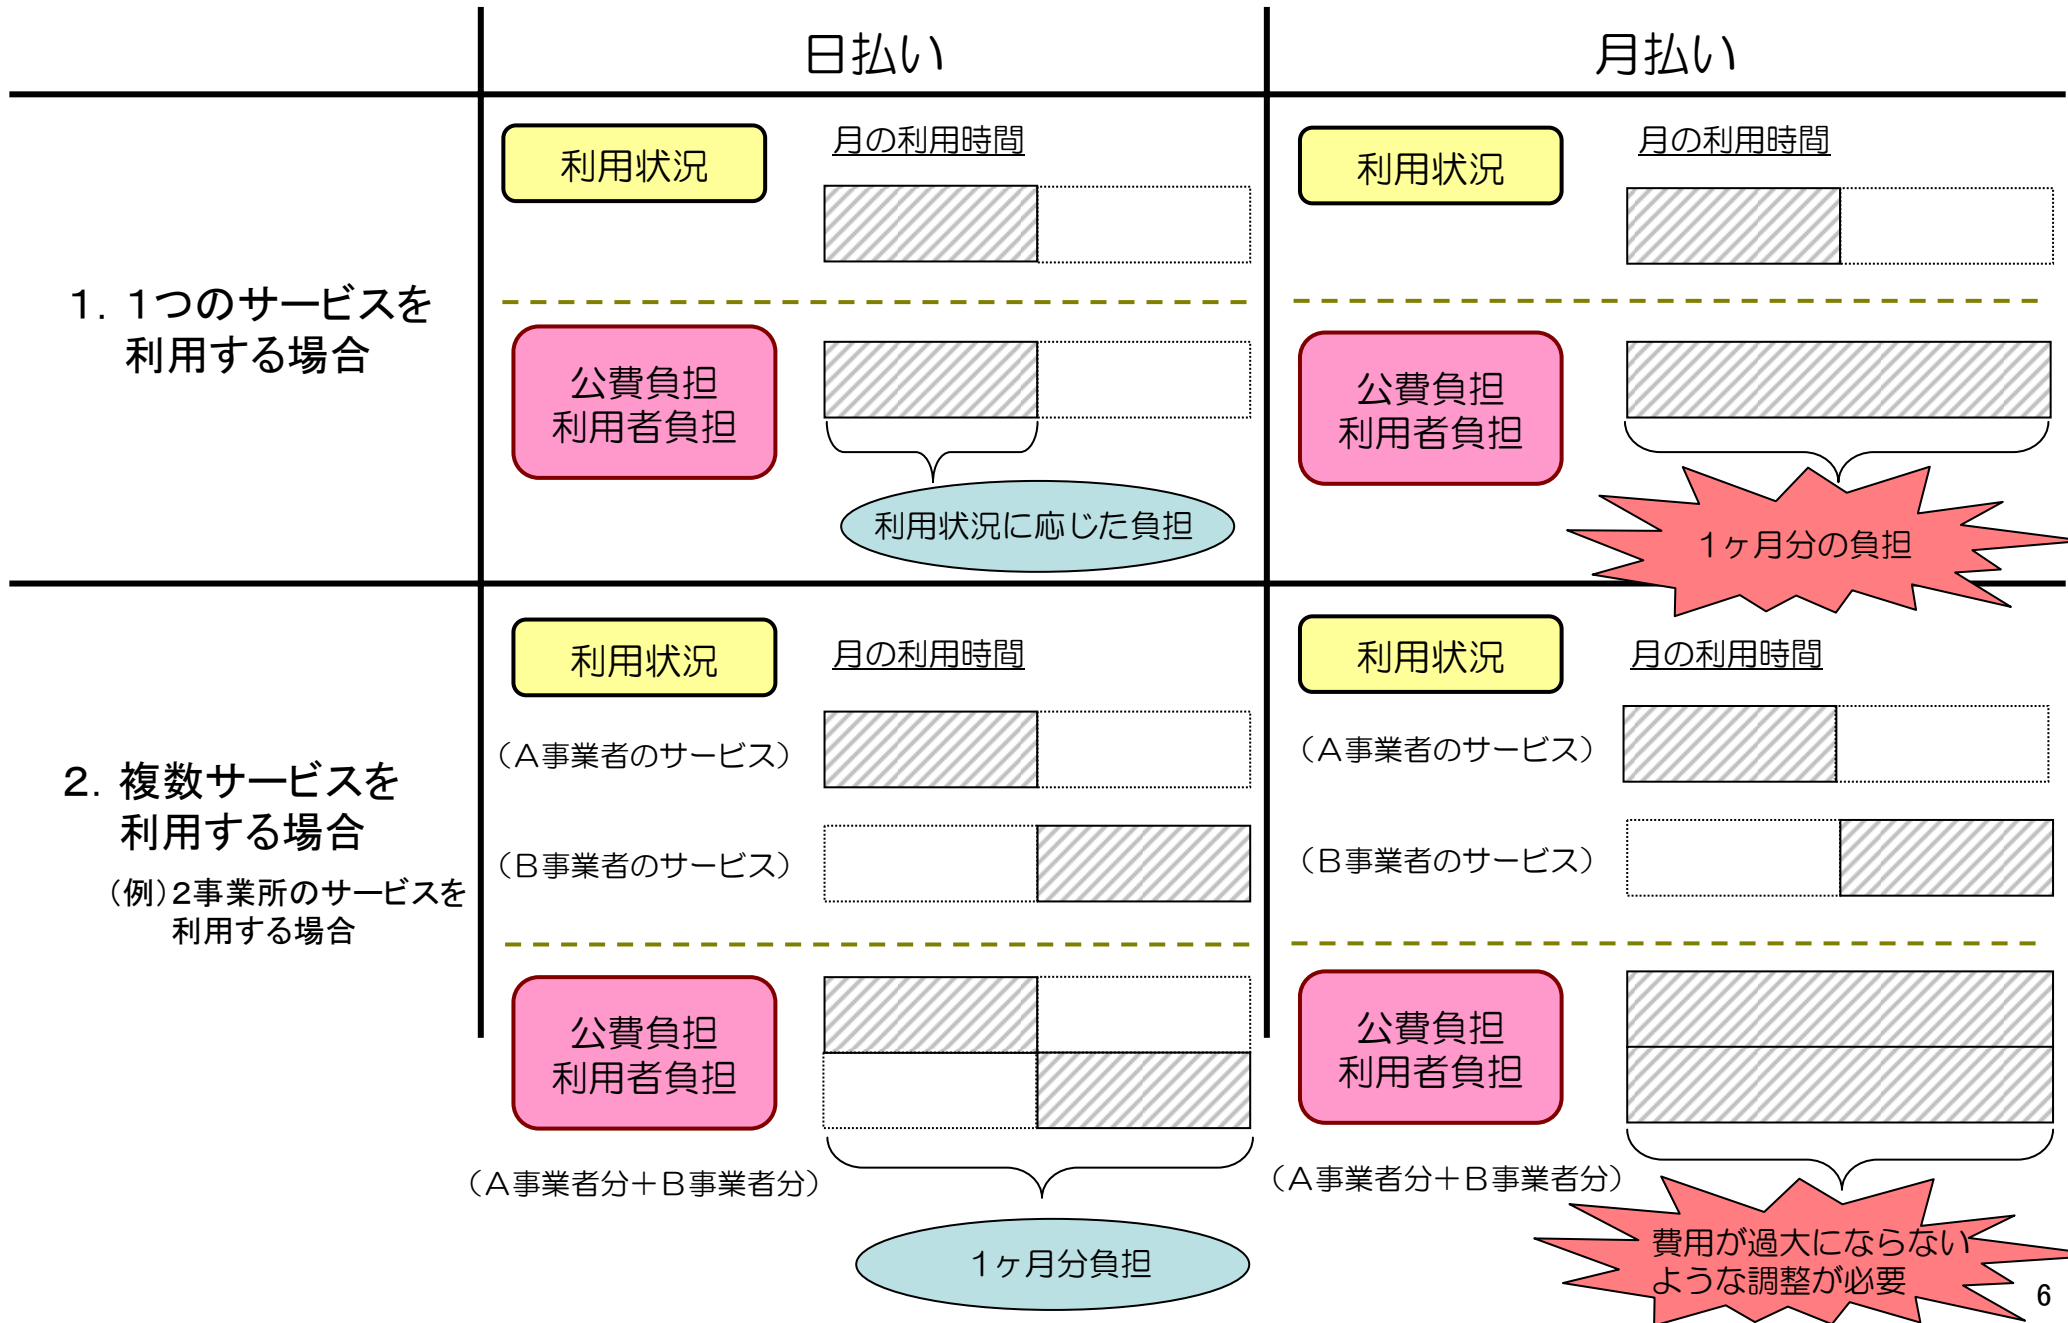 日払い
月払い
1．1つのサービスを
利用する場合
利用状況
月の利用時間
公費負担
利用者負担
利用状況に応じた負担
利用状況
月の利用時間
公費負担
利用者負担
1ヶ月分の負担
2．複数サービスを
利用する場合
（例）2事業所のサービスを
利用する場合
利用状況
月の利用時間
（A事業者のサービス）
（B事業者のサービス）
公費負担
利用者負担
（A事業者分＋B事業者分）
1ヶ月分負担
利用状況
月の利用時間
（A事業者のサービス）
（B事業者のサービス）
公費負担
利用者負担
（A事業者分＋B事業者分）
費用が過大にならない
ような調整が必要
6